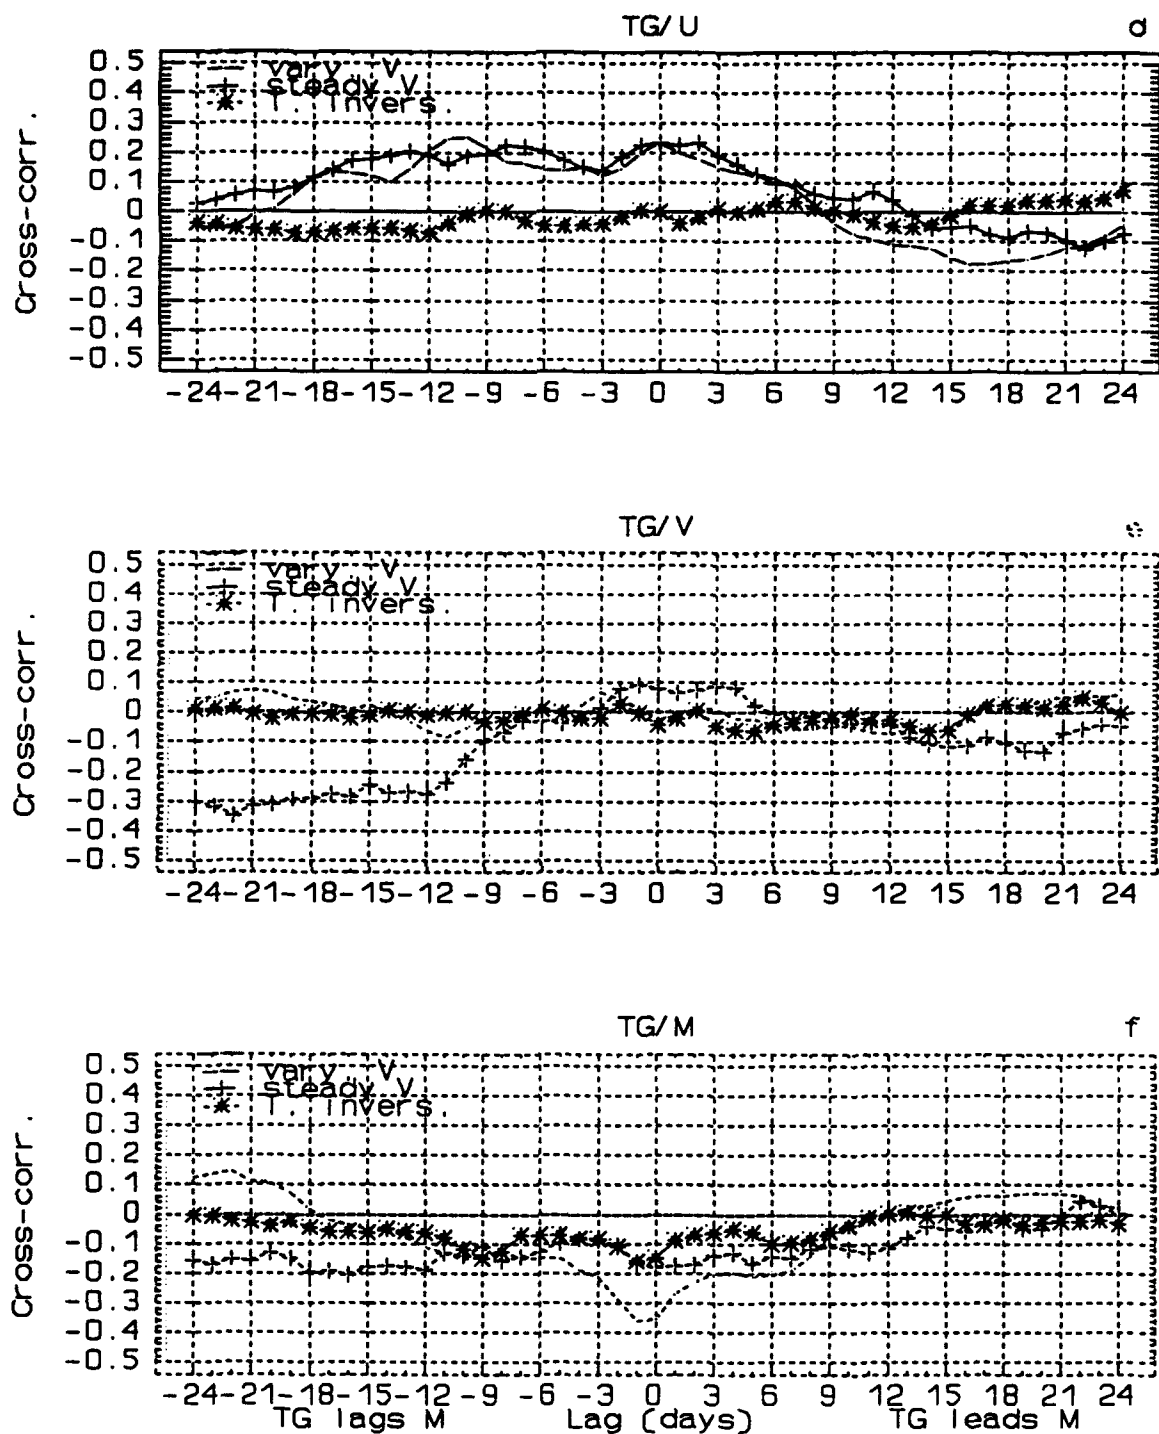 TG/U d
0.5
vary. V
0.4
steady V
T. Invers.
0.3
0.2
0.1
0
-0.1
-0.2
-0.3
-0.4
-0.5
Cross-corr.
-24 -21 -18 -15 -12 -9 -6 -3 0 3 6 9 12 15 18 21 24
TG/V e
0.5
vary. V
0.4
steady V
T. Invers.
0.3
0.2
0.1
0
-0.1
-0.2
-0.3
-0.4
-0.5
Cross-corr.
-24 -21 -18 -15 -12 -9 -6 -3 0 3 6 9 12 15 18 21 24
TG/M f
0.5
vary. V
0.4
steady V
T. Invers.
0.3
0.2
0.1
0
-0.1
-0.2
-0.3
-0.4
-0.5
Cross-corr.
-24 -21 -18 -15 -12 -9 -6 -3 0 3 6 9 12 15 18 21 24
TG lags M Lag (days) TG leads M